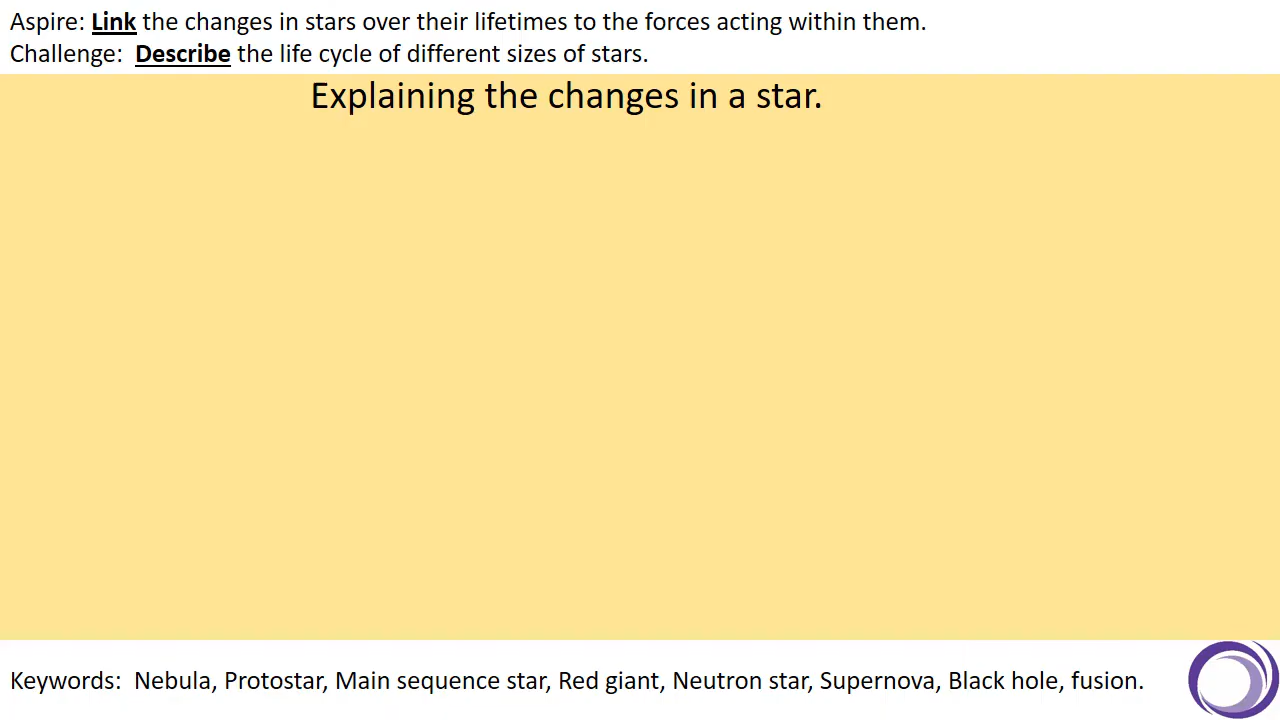 Aspire: Link the changes in stars over their lifetimes to the forces acting within them.
Challenge:  Describe the life cycle of different sizes of stars.
Explaining the changes in a star.
Keywords:  Nebula, Protostar, Main sequence star, Red giant, Neutron star, Supernova, Black hole, fusion.